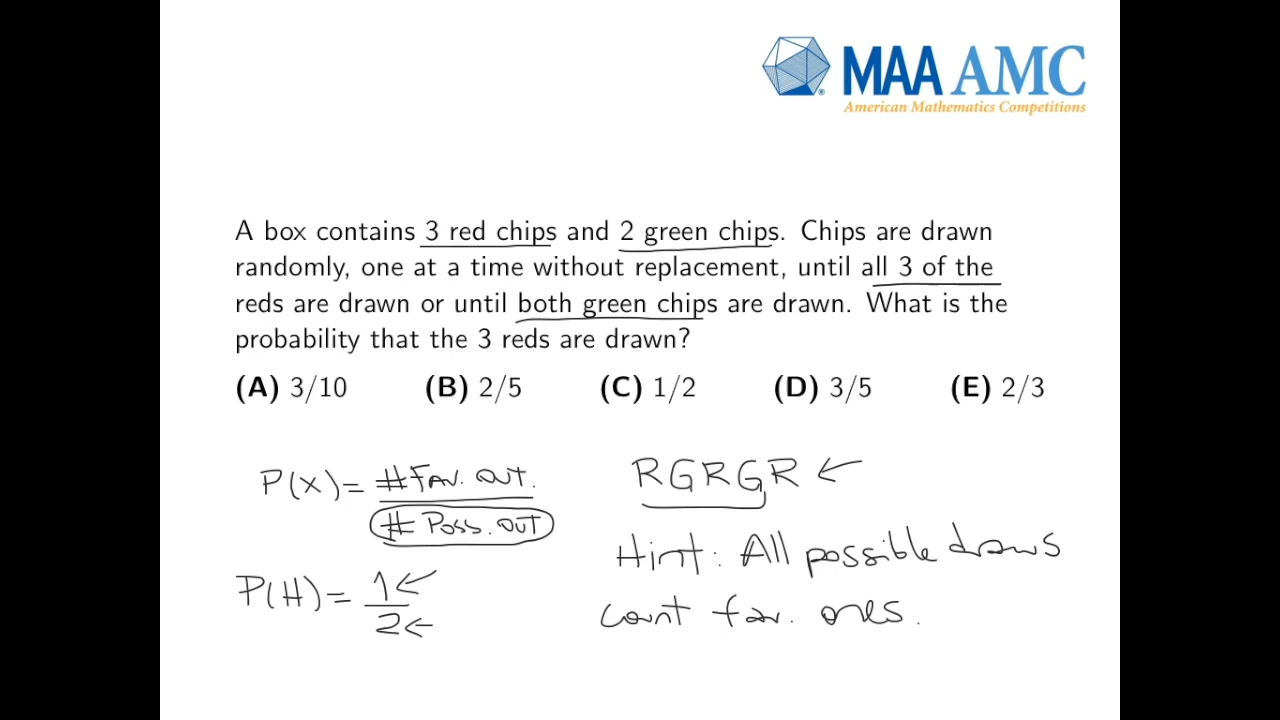 MAA AMC
American Mathematics Competitions
A box contains 3 red chips and 2 green chips. Chips are drawn
randomly, one at a time without replacement, until all 3 of the
reds are drawn or until both green chips are drawn. What is the
probability that the 3 reds are drawn?
(A) 3/10 (B) 2/5 (C) 1/2 (D) 3/5 (E) 2/3
P(X) = #Fav. out. / # Poss. out
P(H) = 1 / 2
RGRGR ←
Hint: All possible draws
count fav. ones.